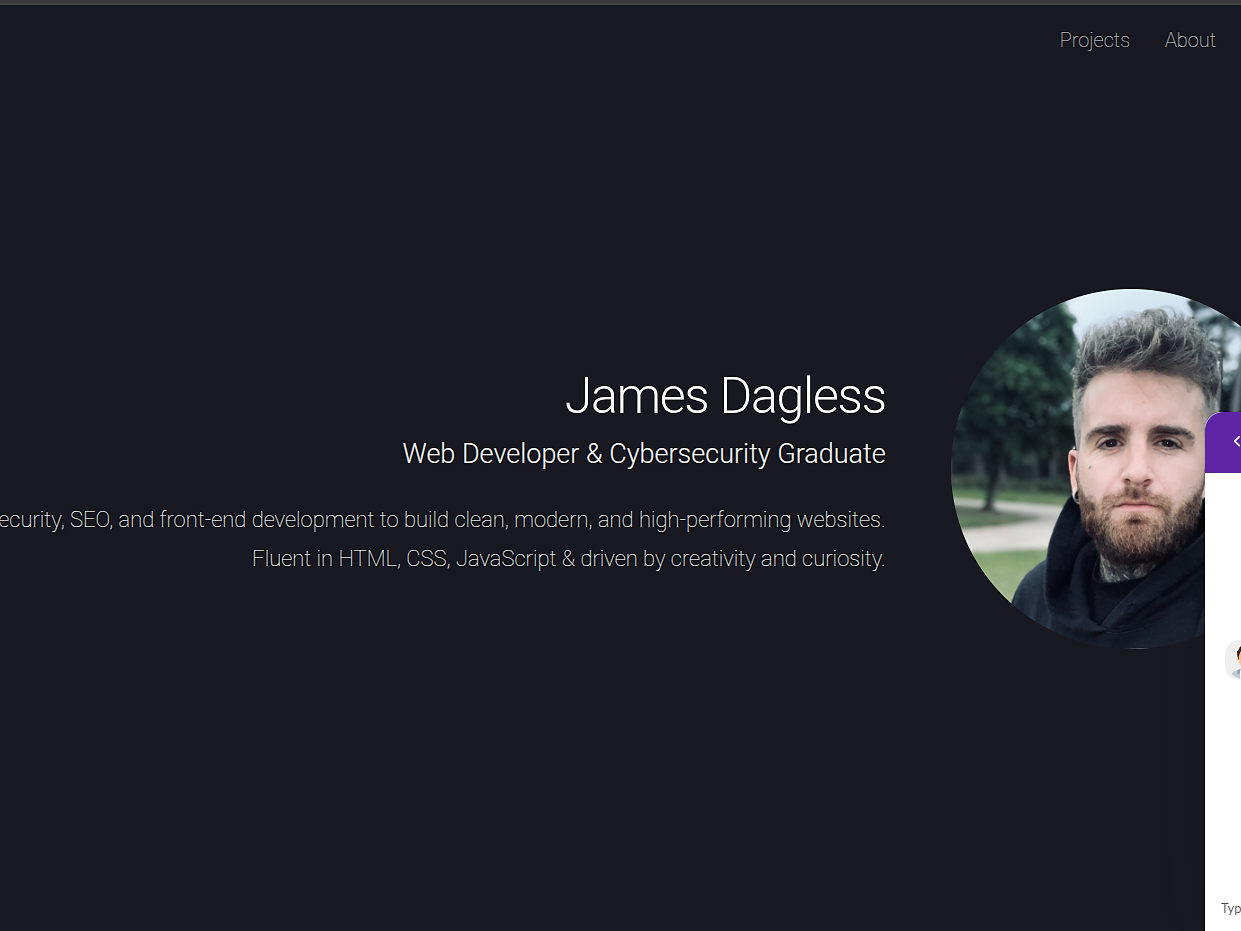 Projects About
James Dagless
Web Developer & Cybersecurity Graduate
ecurity, SEO, and front-end development to build clean, modern, and high-performing websites.
Fluent in HTML, CSS, JavaScript & driven by creativity and curiosity.
Typ